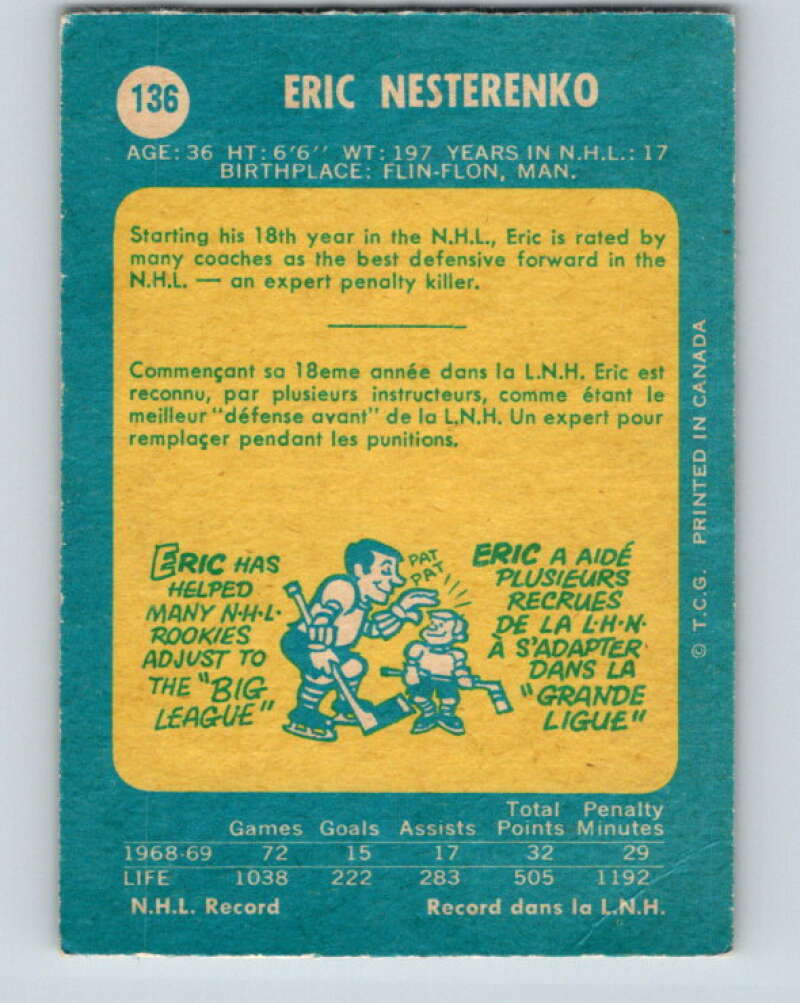 136
ERIC NESTERENKO
AGE: 36 HT: 6'6'' WT: 197 YEARS IN N.H.L.: 17
BIRTHPLACE: FLIN-FLON, MAN.
Starting his 18th year in the N.H.L., Eric is rated by
many coaches as the best defensive forward in the
N.H.L. — an expert penalty killer.
Commençant sa 18eme année dans la L.N.H. Eric est
reconnu, par plusieurs instructeurs, comme étant le
meilleur "défense avant" de la L.N.H. Un expert pour
remplaçer pendant les punitions.
ERIC HAS
HELPED
MANY N.H.L.
ROOKIES
ADJUST TO
THE "BIG
LEAGUE"
PAT
PAT
ERIC A AIDÉ
PLUSIEURS
RECRUES
DE LA L.H.N.
À S'ADAPTER
DANS LA
"GRANDE
LIGUE"
© T.C.G. PRINTED IN CANADA
Total Penalty
Games Goals Assists Points Minutes
1968-69 72 15 17 32 29
LIFE 1038 222 283 505 1192
N.H.L. Record Record dans la L.N.H.